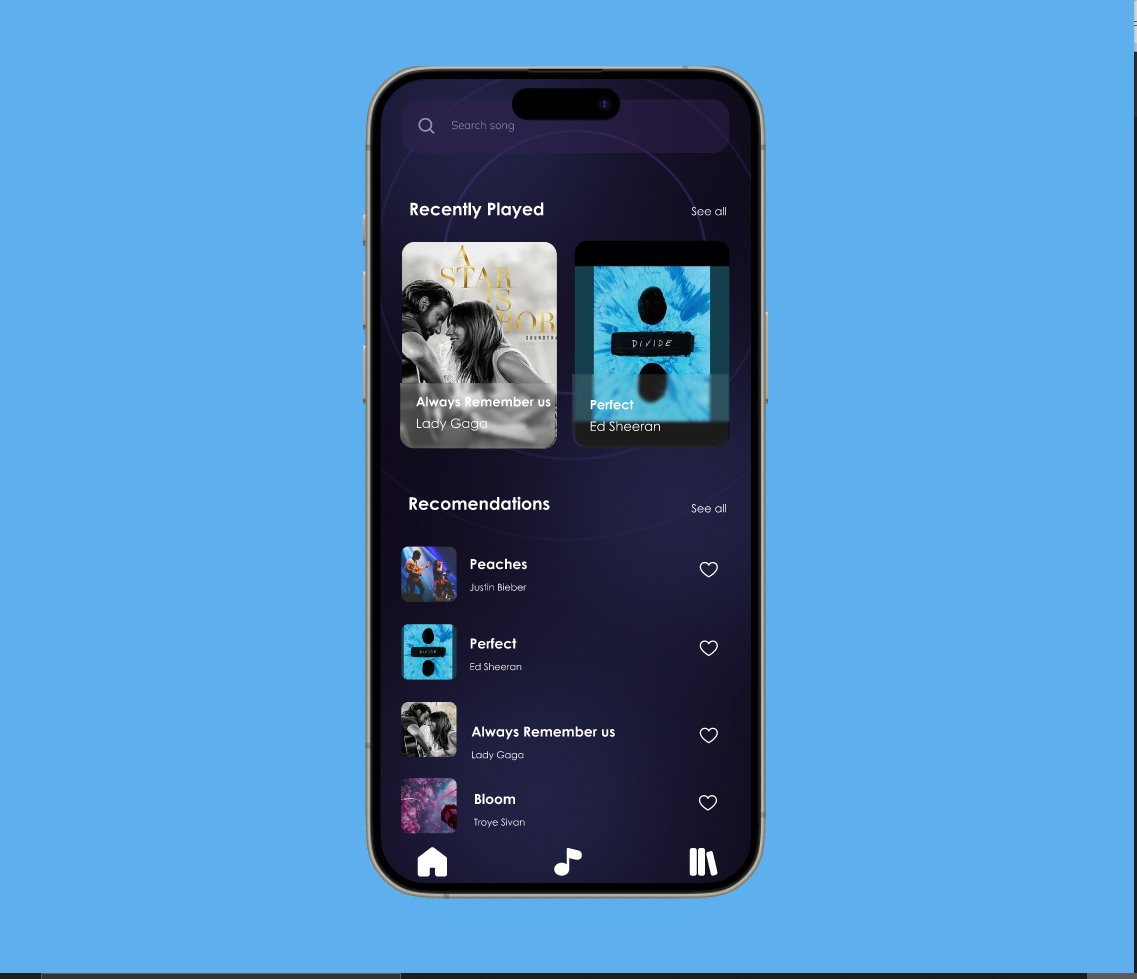 Search song
Recently Played
See all
A
STAR
IS
BOR
DIVIDE
Always Remember us
Lady Gaga
Perfect
Ed Sheeran
Recomendations
See all
Peaches
Justin Bieber
DIVIDE
Perfect
Ed Sheeran
Always Remember us
Lady Gaga
Bloom
Troye Sivan